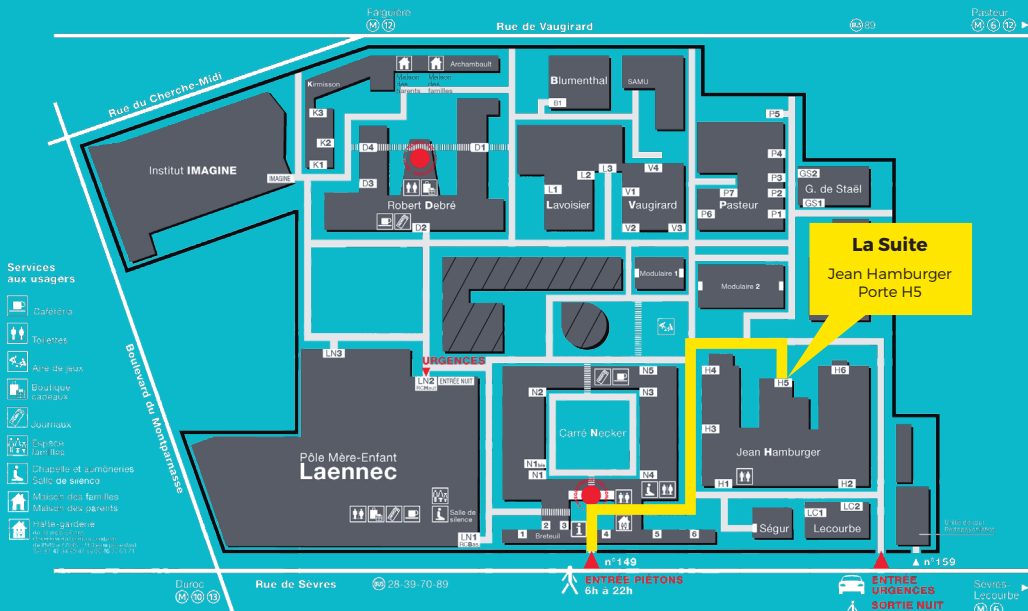 Falguière
M 12
Rue de Vaugirard
BUS 89
Pasteur
M 6 12
Rue du Cherche-Midi
Kirmisson
Maison des parents
Maison des familles
Archambault
Blumenthal
B1
SAMU
K3
K2
K1
D4
D1
D3
Institut IMAGINE
IMAGINE
Robert Debré
D2
L3
L2
L1
Lavoisier
V4
V1
Vaugirard
V2
V3
P5
P4
P3
P7
P2
Pasteur
P6
P1
GS2
G. de Staël
GS1
La Suite
Jean Hamburger
Porte H5
Modulaire 1
Modulaire 2
Services
aux usagers
Caféteria
Toilettes
Aire de jeux
Boutique
cadeaux
Journaux
Espace
familles
Chapelle et aumôneries
Salle de silence
Maison des familles
Maison des parents
Halte-garderie
Boulevard du Montparnasse
LN3
URGENCES
LN2
ENTRÉE NUIT
Pôle Mère-Enfant
Laennec
Salle de
silence
LN1
N5
N2
N3
Carré Necker
N1bis
N1
N4
H4
H5
H6
H3
Jean Hamburger
H1
H2
1
Breteuil
2
3
4
5
6
Ségur
LC1
LC2
Lecourbe
n°149
ENTRÉE PIÉTONS
6h à 22h
n°159
ENTRÉE
URGENCES
SORTIE NUIT
Duroc
M 10 13
Rue de Sèvres
BUS 28-39-70-89
Sèvres-
Lecourbe
M 6